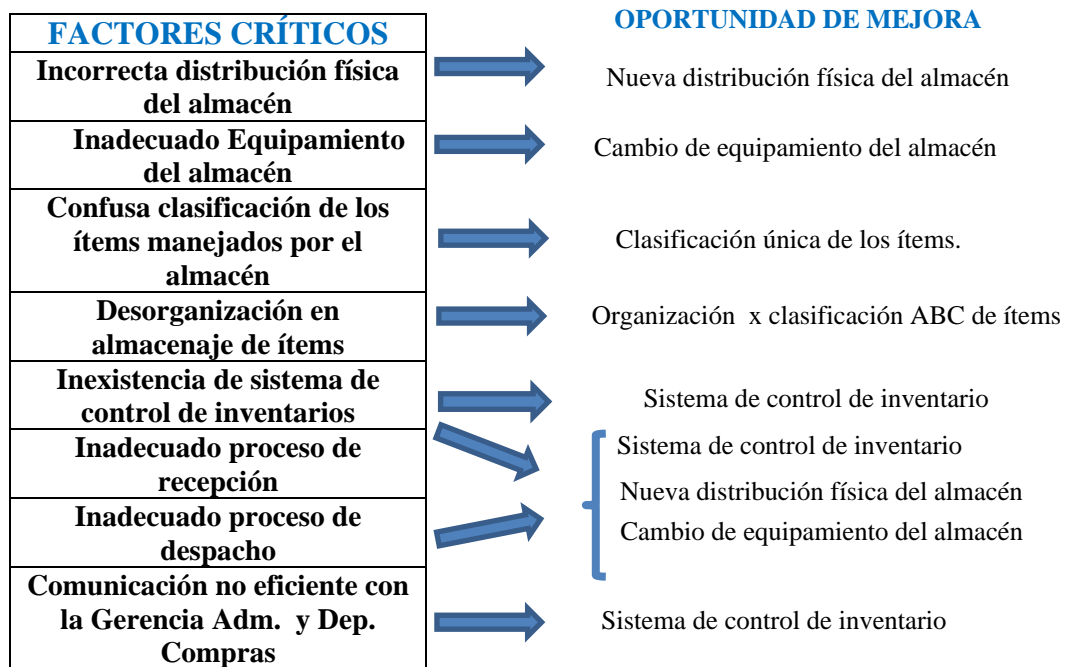 FACTORES CRÍTICOS
OPORTUNIDAD DE MEJORA
Incorrecta distribución física
del almacén
Nueva distribución física del almacén
Inadecuado Equipamiento
del almacén
Cambio de equipamiento del almacén
Confusa clasificación de los
ítems manejados por el
almacén
Clasificación única de los ítems.
Desorganización en
almacenaje de ítems
Organización x clasificación ABC de ítems
Inexistencia de sistema de
control de inventarios
Sistema de control de inventario
Inadecuado proceso de
recepción
Inadecuado proceso de
despacho
Sistema de control de inventario
Nueva distribución física del almacén
Cambio de equipamiento del almacén
Comunicación no eficiente con
la Gerencia Adm. y Dep.
Compras
Sistema de control de inventario